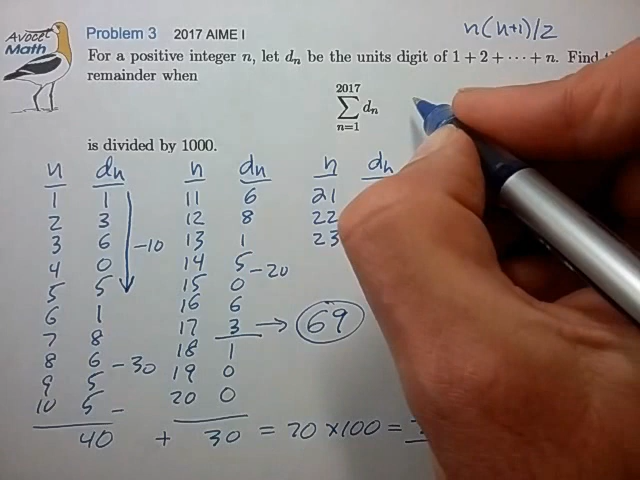 Avocet
Math
Problem 3 2017 AIME I
n(n+1)/2
For a positive integer n, let dₙ be the units digit of 1 + 2 + ··· + n. Find
remainder when
2017
∑ dₙ
n=1
is divided by 1000.
n dn n dn n dn
1 1 11 6 21
2 3 12 8 22
3 6 -10 13 1 23
4 0 14 5 -20
5 5 15 0
6 1 16 6
7 8 17 3 → 69
8 6 -30 18 1
9 5 19 0
10 5 - 20 0
40 + 30 = 70 × 100 =